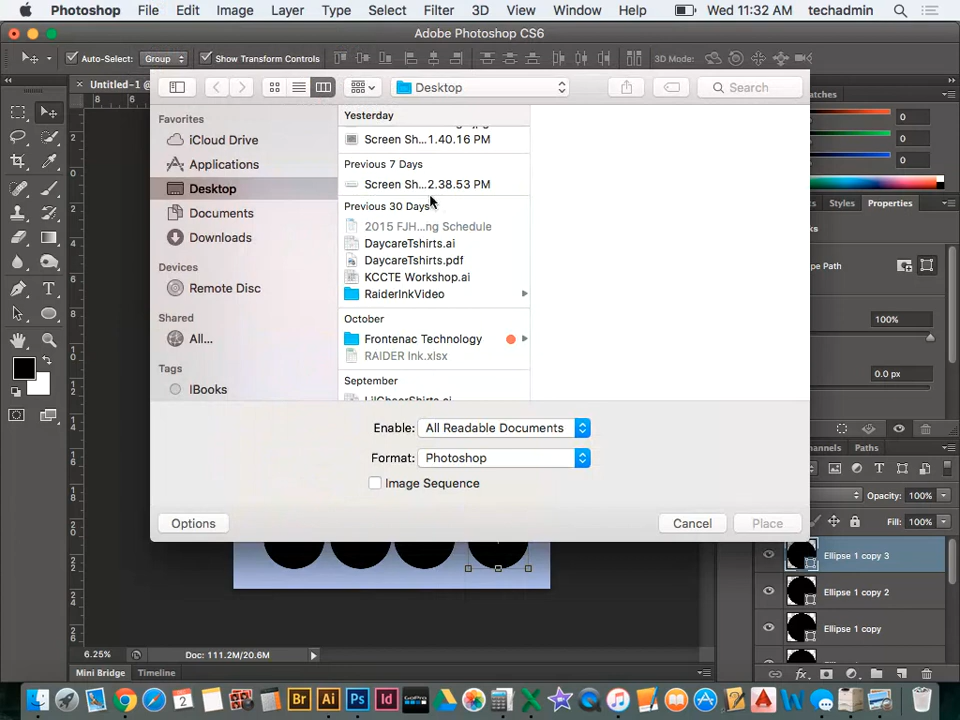 Photoshop File Edit Image Layer Type Select Filter 3D View Window Help Wed 11:32 AM techadmin
Adobe Photoshop CS6
Auto-Select: Group Show Transform Controls 3D Mode:
Untitled-1 @
Desktop
Search
Favorites
iCloud Drive
Applications
Desktop
Documents
Downloads
Devices
Remote Disc
Shared
All...
Tags
IBooks
Yesterday
Screen Sh...1.40.16 PM
Previous 7 Days
Screen Sh...2.38.53 PM
Previous 30 Days
2015 FJH...ng Schedule
DaycareTshirts.ai
DaycareTshirts.pdf
KCCTE Workshop.ai
RaiderInkVideo
October
Frontenac Technology
RAIDER Ink.xlsx
September
LilCheerShirts.ai
Enable: All Readable Documents
Format: Photoshop
Image Sequence
Options
Cancel
Place
0
0
0
Styles Properties
100%
0.0 px
Paths
Opacity: 100%
Fill: 100%
Ellipse 1 copy 3
Ellipse 1 copy 2
Ellipse 1 copy
6.25% Doc: 111.2M/20.6M
Mini Bridge Timeline